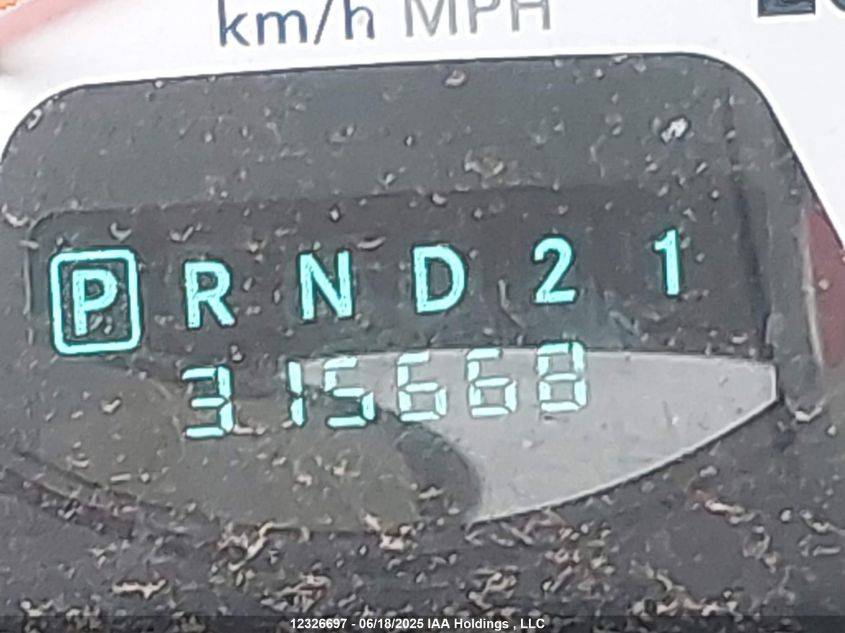 km/h MPH
P R N D 2 1
315668
12326697 - 06/18/2025 IAA Holdings , LLC